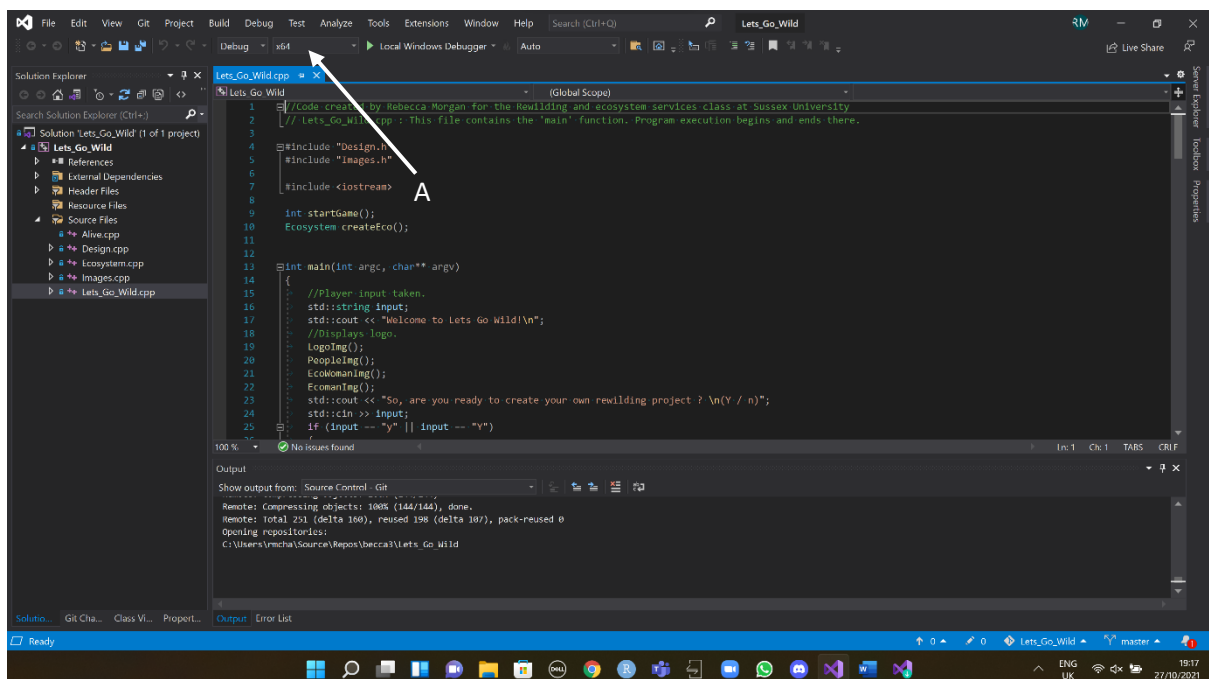 File Edit View Git Project Build Debug Test Analyze Tools Extensions Window Help Search (Ctrl+Q) Lets_Go_Wild RM
Debug x64 Local Windows Debugger Auto Live Share
Solution Explorer
Search Solution Explorer (Ctrl+;)
Solution 'Lets_Go_Wild' (1 of 1 project)
Lets_Go_Wild
References
External Dependencies
Header Files
Resource Files
Source Files
Alive.cpp
Design.cpp
Ecosystem.cpp
Images.cpp
Lets_Go_Wild.cpp
Soluti​o... Git Cha... Class Vi... Propert...
Lets_Go_Wild.cpp
Lets_Go_Wild (Global Scope)
1 //Code created by Rebecca Morgan for the Rewilding and ecosystem services class at Sussex University
2 // Lets_Go_Wild.cpp : This file contains the 'main' function. Program execution begins and ends there.
3
4 #include "Design.h"
5 #include "Images.h"
6
7 #include <iostream>
8
9 int startGame();
10 Ecosystem createEco();
11
12
13 int main(int argc, char** argv)
14 {
15 //Player input taken.
16 std::string input;
17 std::cout << "Welcome to Lets Go Wild!\n";
18 //Displays logo.
19 LogoImg();
20 PeopleImg();
21 EcoWomanImg();
22 EcomanImg();
23 std::cout << "So, are you ready to create your own rewilding project ? \n(Y / n)";
24 std::cin >> input;
25 if (input == "y" || input == "Y")
A
100 % No issues found Ln: 1 Ch: 1 TABS CRLF
Output
Show output from: Source Control - Git
Remote: Compressing objects: 100% (144/144), done.
Remote: Total 251 (delta 160), reused 198 (delta 107), pack-reused 0
Opening repositories:
C:\Users\rmcha\Source\Repos\becca3\Lets_Go_Wild
Output Error List
Server Explorer
Toolbox
Properties
Ready 0 0 Lets_Go_Wild master 1
DELL R ENG 19:17
UK 27/10/2021